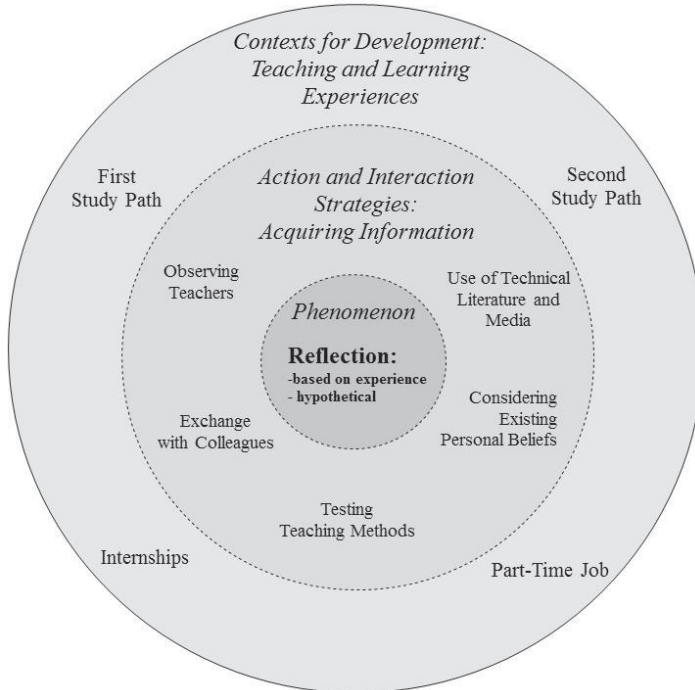 Contexts for Development:
Teaching and Learning
Experiences
First
Study Path
Second
Study Path
Action and Interaction
Strategies:
Acquiring Information
Observing
Teachers
Use of Technical
Literature and
Media
Phenomenon
Reflection:
-based on experience
- hypothetical
Considering
Existing
Personal Beliefs
Exchange
with Colleagues
Testing
Teaching Methods
Internships
Part-Time Job